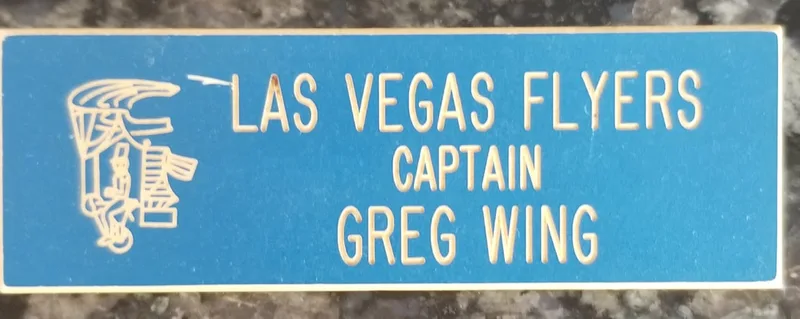 LAS VEGAS FLYERS
CAPTAIN
GREG WING